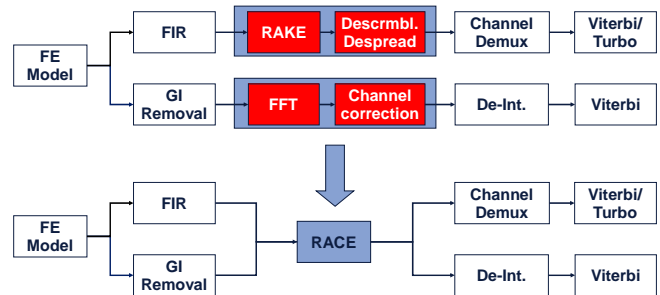 FIR
RAKE
Descrmbl.
Despread
Channel
Demux
Viterbi/
Turbo
FE
Model
GI
Removal
FFT
Channel
correction
De-Int.
Viterbi
FIR
Channel
Demux
Viterbi/
Turbo
FE
Model
RACE
GI
Removal
De-Int.
Viterbi